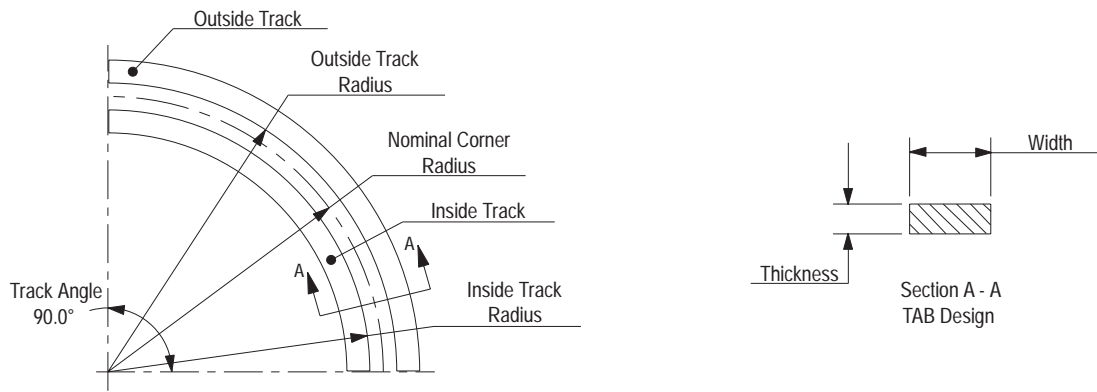 Outside Track
Outside Track
Radius
Nominal Corner
Radius
Inside Track
A
A
Inside Track
Radius
Track Angle
90.0°
Width
Thickness
Section A - A
TAB Design